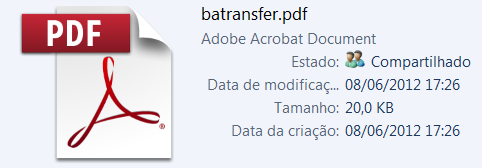 PDF
batransfer.pdf
Adobe Acrobat Document
Estado: Compartilhado
Data de modificaç... 08/06/2012 17:26
Tamanho: 20,0 KB
Data da criação: 08/06/2012 17:26